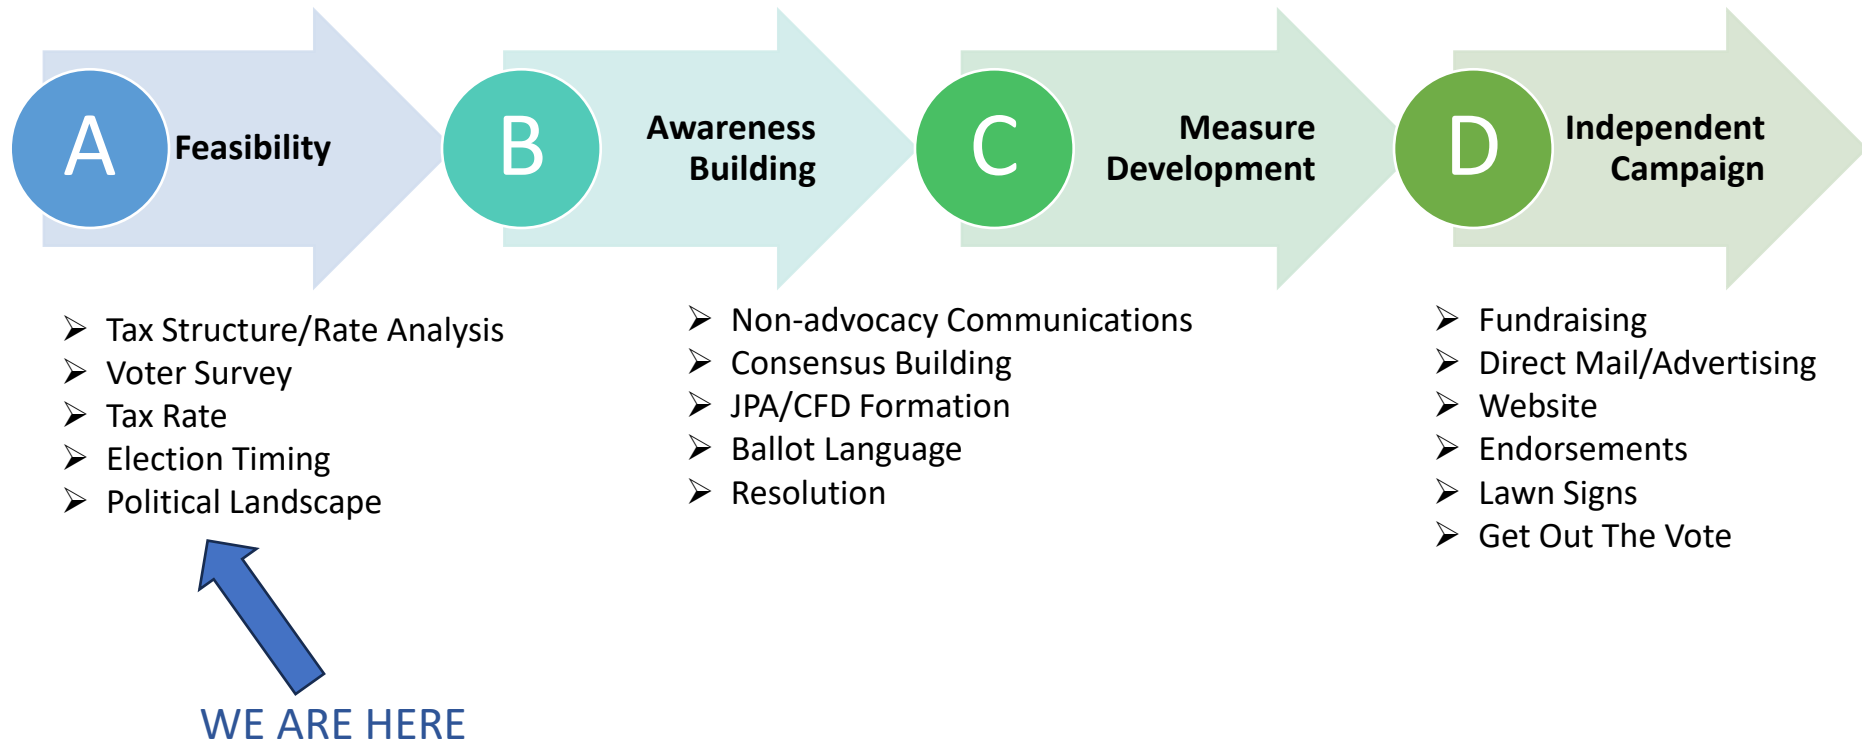 A
Feasibility
B
Awareness
Building
C
Measure
Development
D
Independent
Campaign
➢ Tax Structure/Rate Analysis
➢ Voter Survey
➢ Tax Rate
➢ Election Timing
➢ Political Landscape
➢ Non-advocacy Communications
➢ Consensus Building
➢ JPA/CFD Formation
➢ Ballot Language
➢ Resolution
➢ Fundraising
➢ Direct Mail/Advertising
➢ Website
➢ Endorsements
➢ Lawn Signs
➢ Get Out The Vote
WE ARE HERE